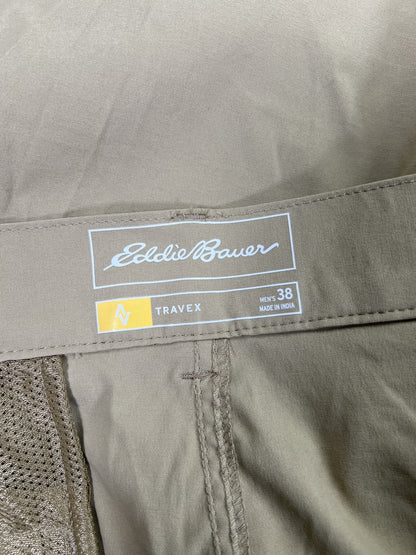 Eddie Bauer
TRAVEX
MEN'S 38
MADE IN INDIA